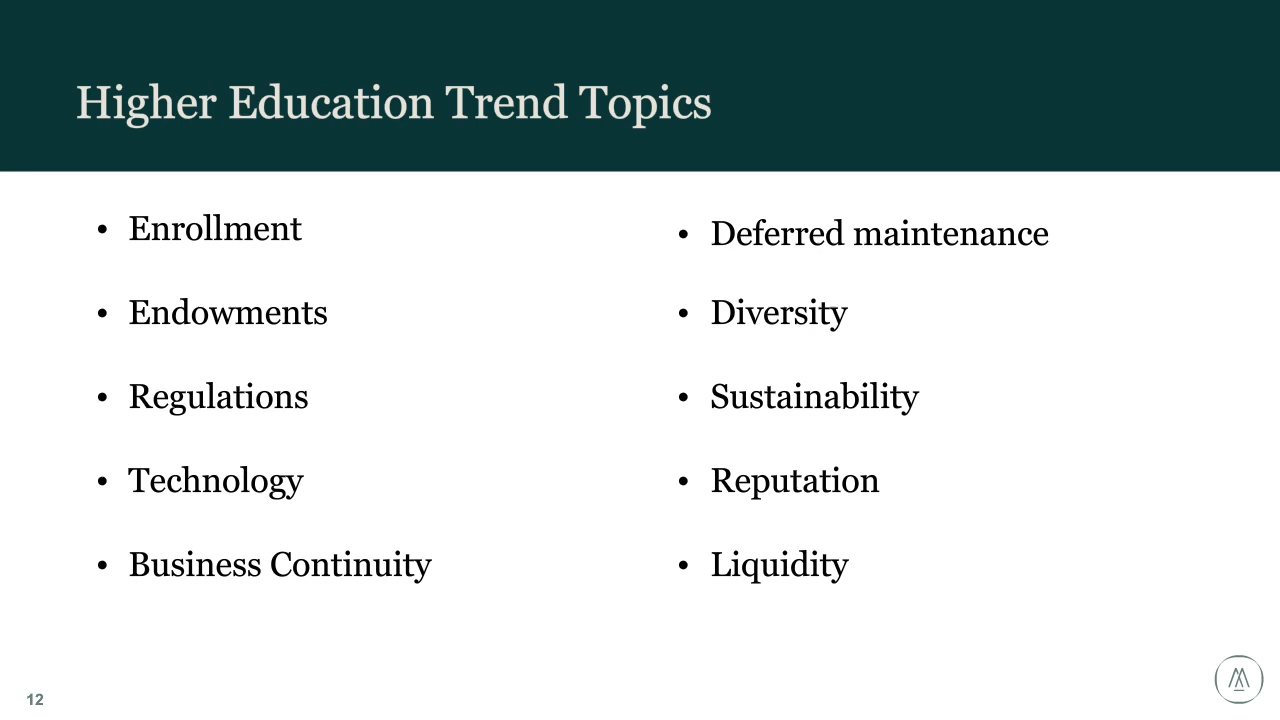 Higher Education Trend Topics
• Enrollment
• Endowments
• Regulations
• Technology
• Business Continuity
• Deferred maintenance
• Diversity
• Sustainability
• Reputation
• Liquidity
12